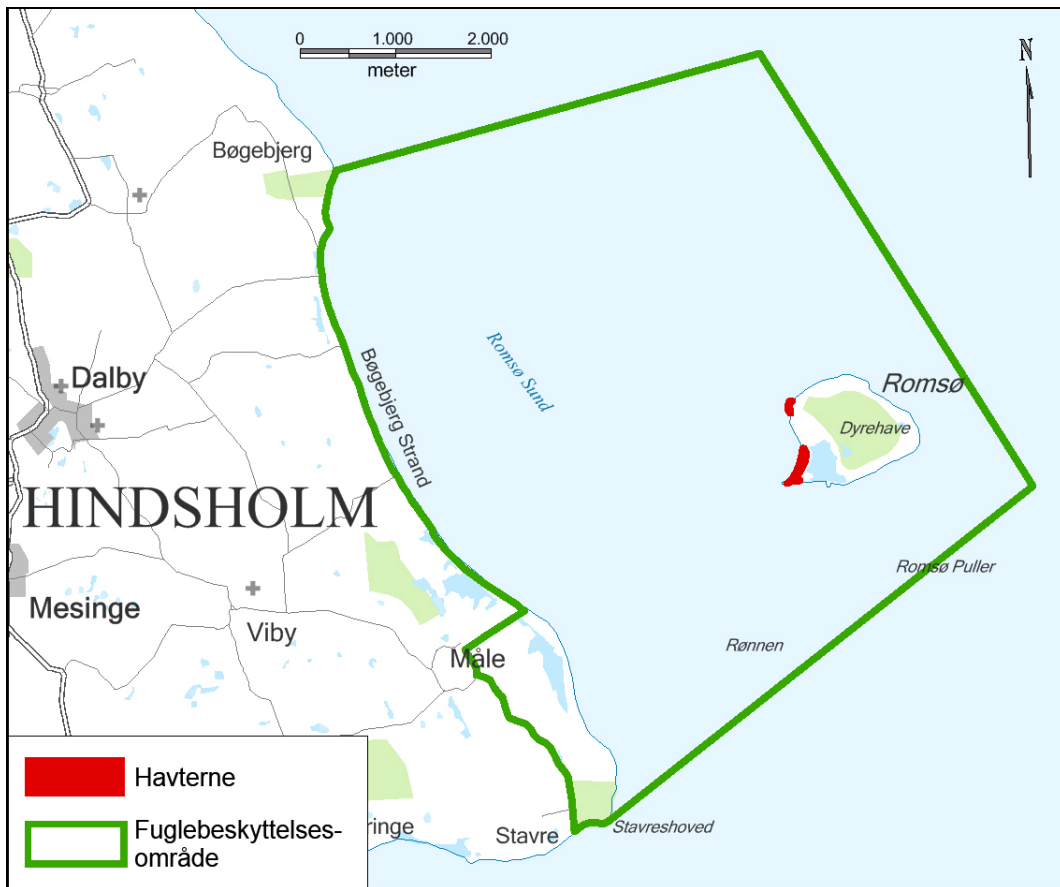 0 1.000 2.000
meter
N
Bøgebjerg
Romsø Sund
Bøgebjerg Strand
Dalby
Romsø
Dyrehave
HINDSHOLM
Romsø Puller
Mesinge
Viby
Rønnen
Måle
Havterne
Fuglebeskyttelses-
område
ringe
Stavre
Stavreshoved